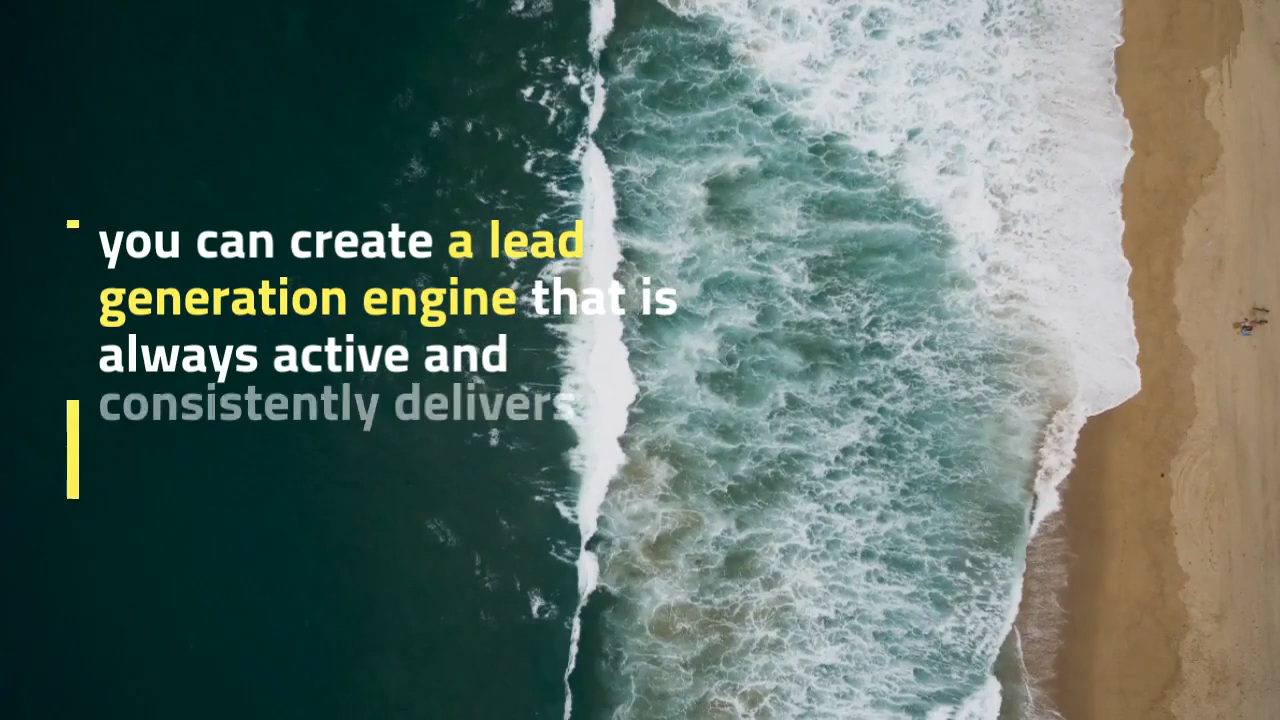 you can create a lead
generation engine that is
always active and
consistently delivers